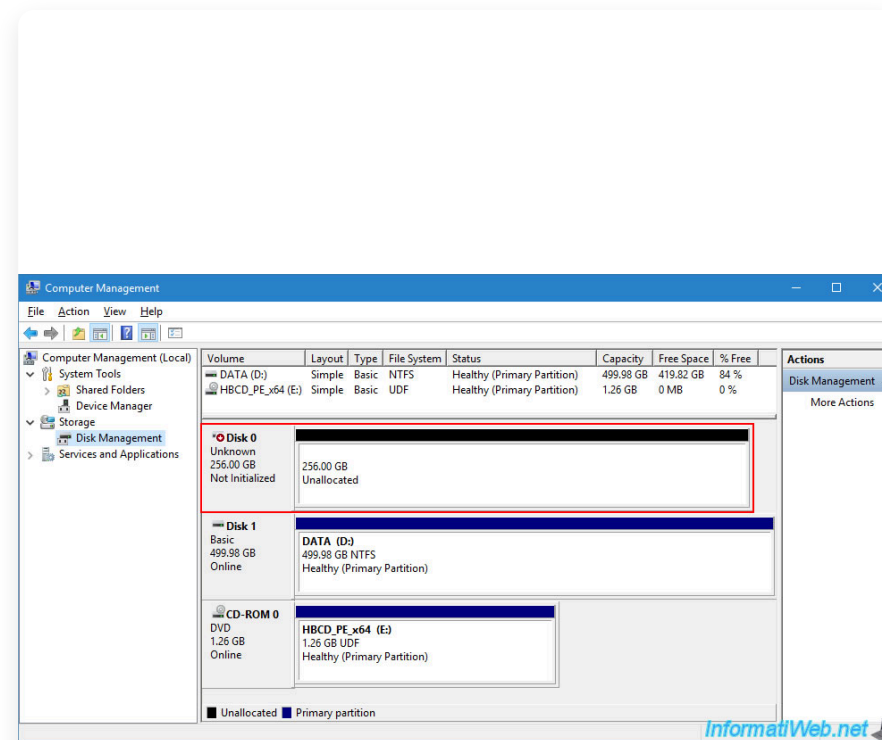 Computer Management
File Action View Help
Computer Management (Local)
System Tools
Shared Folders
Device Manager
Storage
Disk Management
Services and Applications
Volume Layout Type File System Status Capacity Free Space % Free
DATA (D:) Simple Basic NTFS Healthy (Primary Partition) 499.98 GB 419.82 GB 84 %
HBCD_PE_x64 (E:) Simple Basic UDF Healthy (Primary Partition) 1.26 GB 0 MB 0 %
Disk 0
Unknown
256.00 GB
Not Initialized
256.00 GB
Unallocated
Disk 1
Basic
499.98 GB
Online
DATA (D:)
499.98 GB NTFS
Healthy (Primary Partition)
CD-ROM 0
DVD
1.26 GB
Online
HBCD_PE_x64 (E:)
1.26 GB UDF
Healthy (Primary Partition)
Unallocated Primary partition
Actions
Disk Management
More Actions
InformatiWeb.net